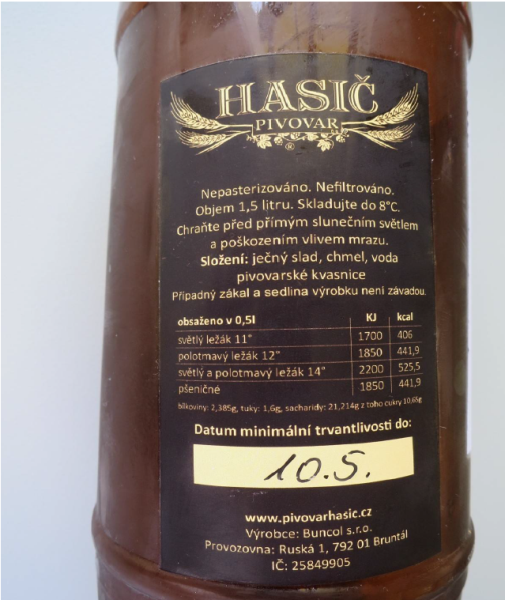 HASIČ
PIVOVAR
®
Nepasterizováno. Nefiltrováno.
Objem 1,5 litru. Skladujte do 8°C.
Chraňte před přímým slunečním světlem
a poškozením vlivem mrazu.
Složení: ječný slad, chmel, voda
pivovarské kvasnice
Případný zákal a sedlina výrobku není závadou.
obsaženo v 0,5l KJ kcal
světlý ležák 11° 1700 406
polotmavý ležák 12° 1850 441,9
světlý a polotmavý ležák 14° 2200 525,5
pšeničné 1850 441,9
bílkoviny: 2,385g, tuky: 1,6g, sacharidy: 21,214g z toho cukry 10,65g
Datum minimální trvantlivosti do:
10.5.
www.pivovarhasic.cz
Výrobce: Buncol s.r.o.
Provozovna: Ruská 1, 792 01 Bruntál
IČ: 25849905